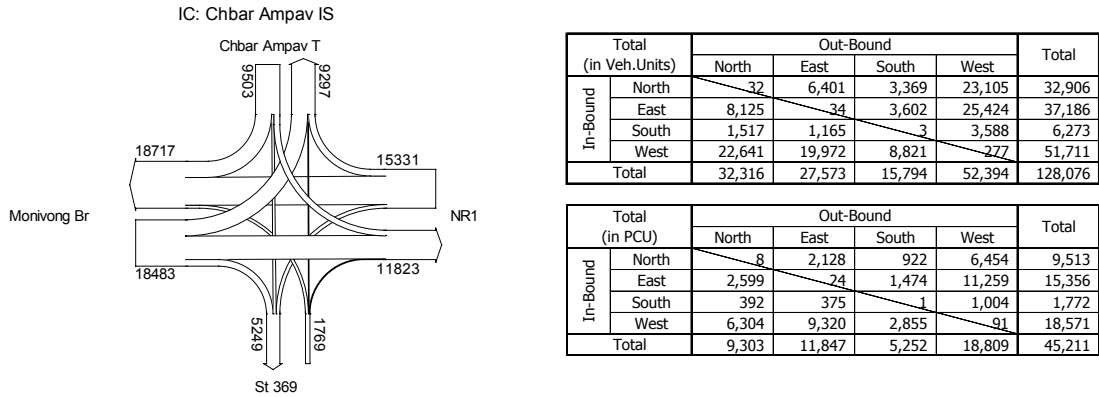 IC: Chbar Ampav IS
Chbar Ampav T
9503
9297
18717
15331
Monivong Br
NR1
18483
11823
5249
1769
St 369
Total (in Veh.Units) Out-Bound Total
North East South West
In-Bound
North 32 6,401 3,369 23,105 32,906
East 8,125 34 3,602 25,424 37,186
South 1,517 1,165 3 3,588 6,273
West 22,641 19,972 8,821 277 51,711
Total 32,316 27,573 15,794 52,394 128,076
Total (in PCU) Out-Bound Total
North East South West
In-Bound
North 8 2,128 922 6,454 9,513
East 2,599 24 1,474 11,259 15,356
South 392 375 1 1,004 1,772
West 6,304 9,320 2,855 91 18,571
Total 9,303 11,847 5,252 18,809 45,211